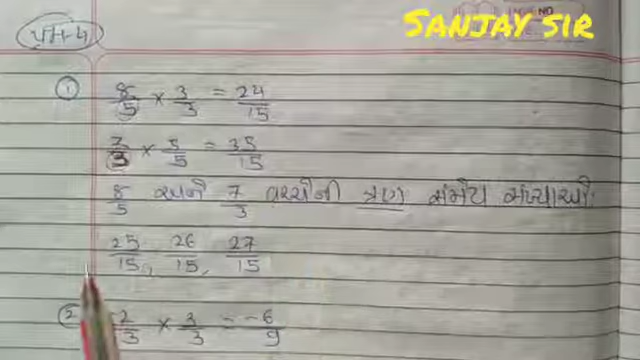 SANJAY SIR
① 8/5 × 3/3 = 24/15
7/3 × 5/5 = 35/15
8/5 અને 7/3 વચ્ચેની ત્રણ સંમેય સંખ્યાઓ
25/15, 26/15, 27/15
② -2/3 × 3/3 = -6/9